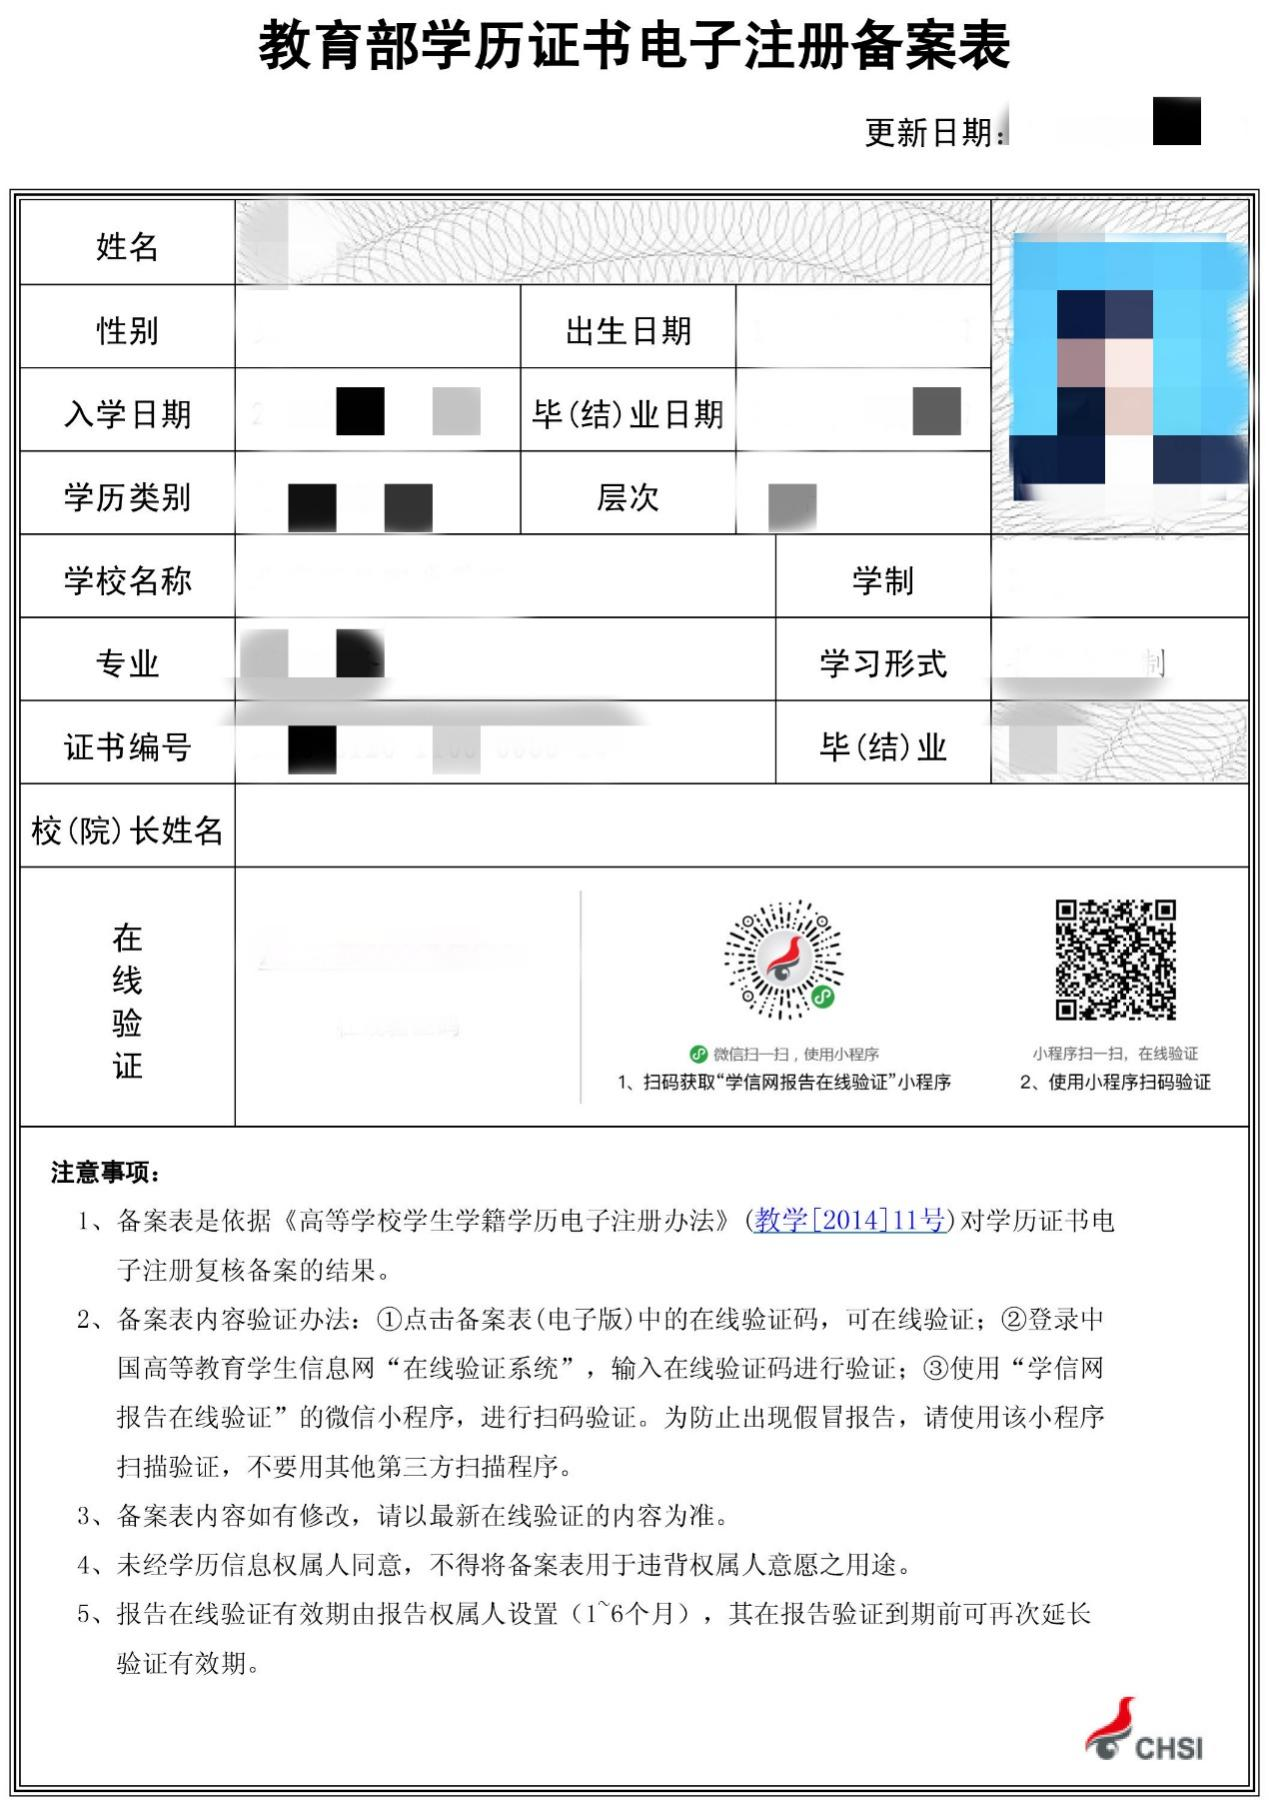 教育部学历证书电子注册备案表
更新日期:
姓名
性别
出生日期
入学日期
毕(结)业日期
学历类别
层次
学校名称
学制
专业
学习形式
制
证书编号
毕(结)业
校(院)长姓名
在
线
验
证
微信扫一扫，使用小程序
1、扫码获取“学信网报告在线验证”小程序
小程序扫一扫，在线验证
2、使用小程序扫码验证
注意事项：
1、备案表是依据《高等学校学生学籍学历电子注册办法》(教学[2014]11号)对学历证书电
子注册复核备案的结果。
2、备案表内容验证办法：①点击备案表(电子版)中的在线验证码，可在线验证；②登录中
国高等教育学生信息网“在线验证系统”，输入在线验证码进行验证；③使用“学信网
报告在线验证”的微信小程序，进行扫码验证。为防止出现假冒报告，请使用该小程序
扫描验证，不要用其他第三方扫描程序。
3、备案表内容如有修改，请以最新在线验证的内容为准。
4、未经学历信息权属人同意，不得将备案表用于违背权属人意愿之用途。
5、报告在线验证有效期由报告权属人设置（1~6个月），其在报告验证到期前可再次延长
验证有效期。
CHSI